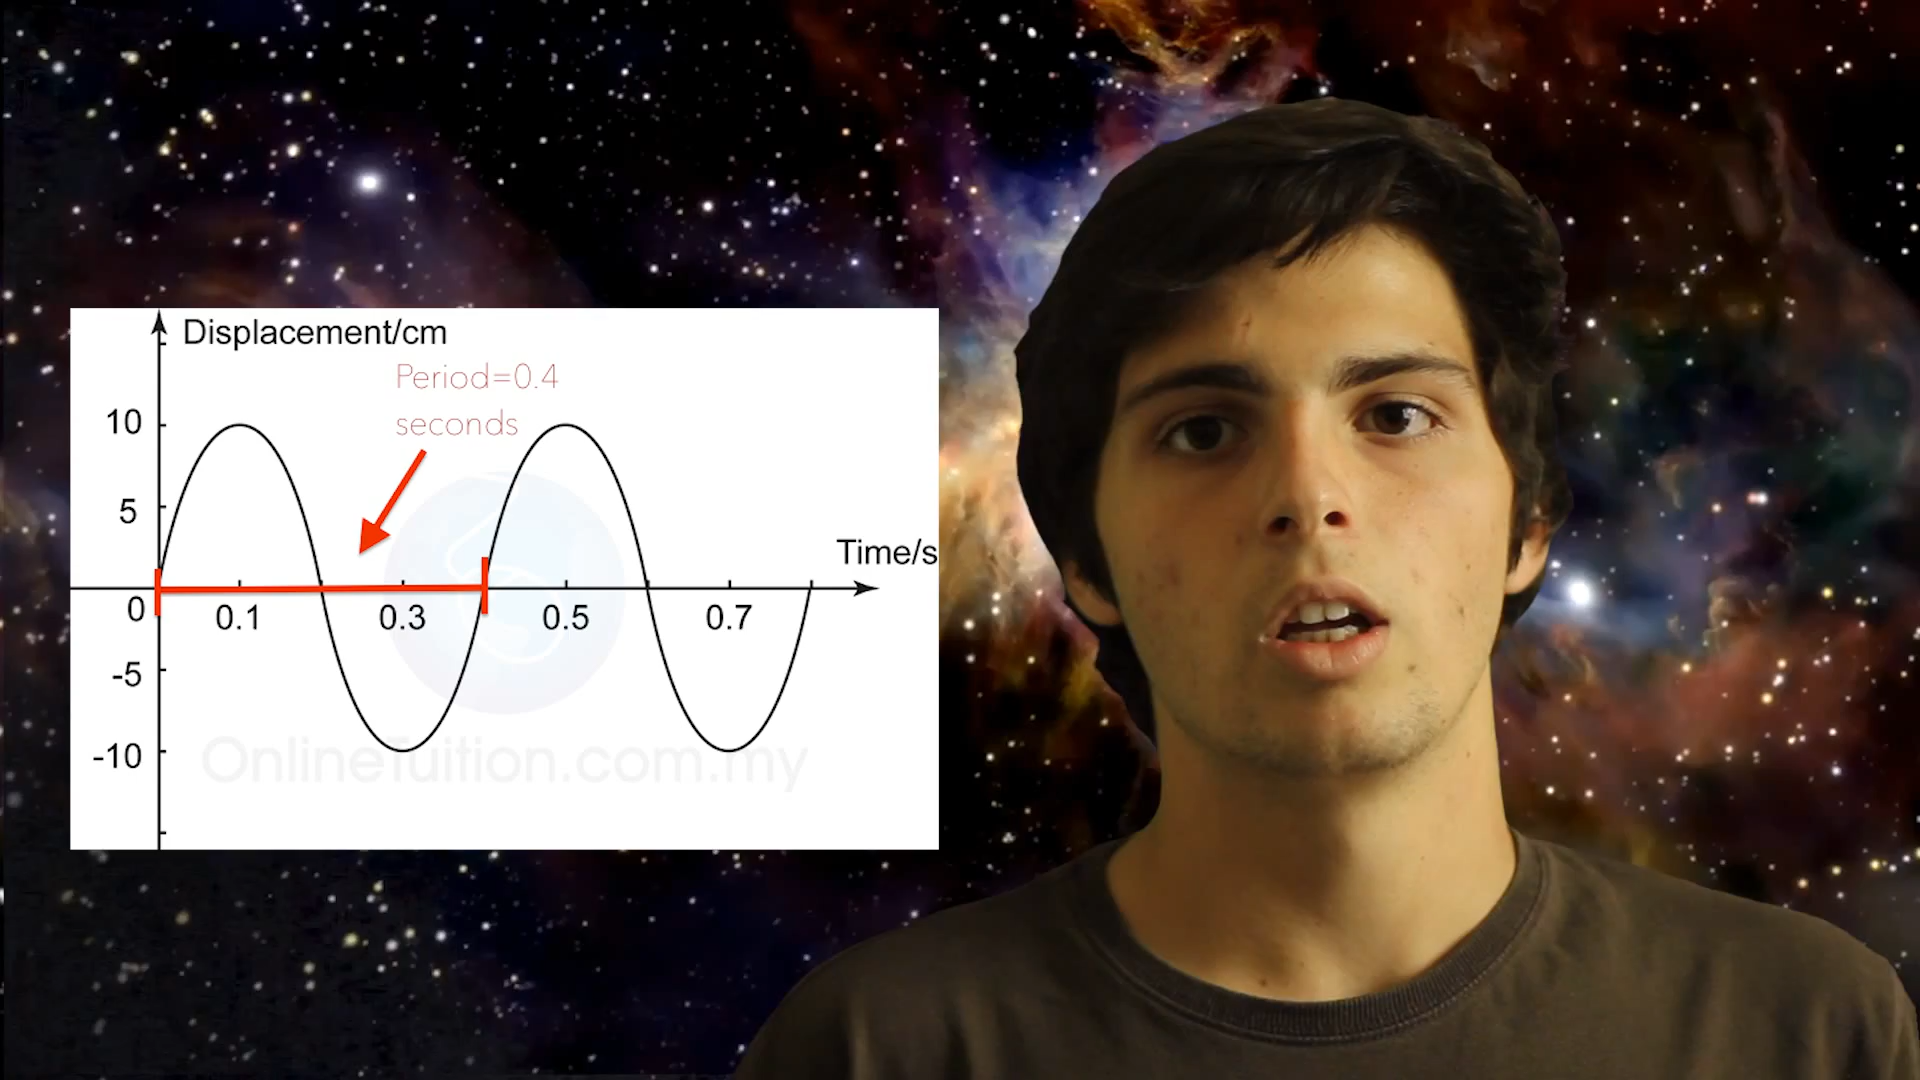 Displacement/cm
Period=0.4
seconds
10
5
Time/s
0
0.1 0.3 0.5 0.7
-5
-10
OnlineTuition.com.my